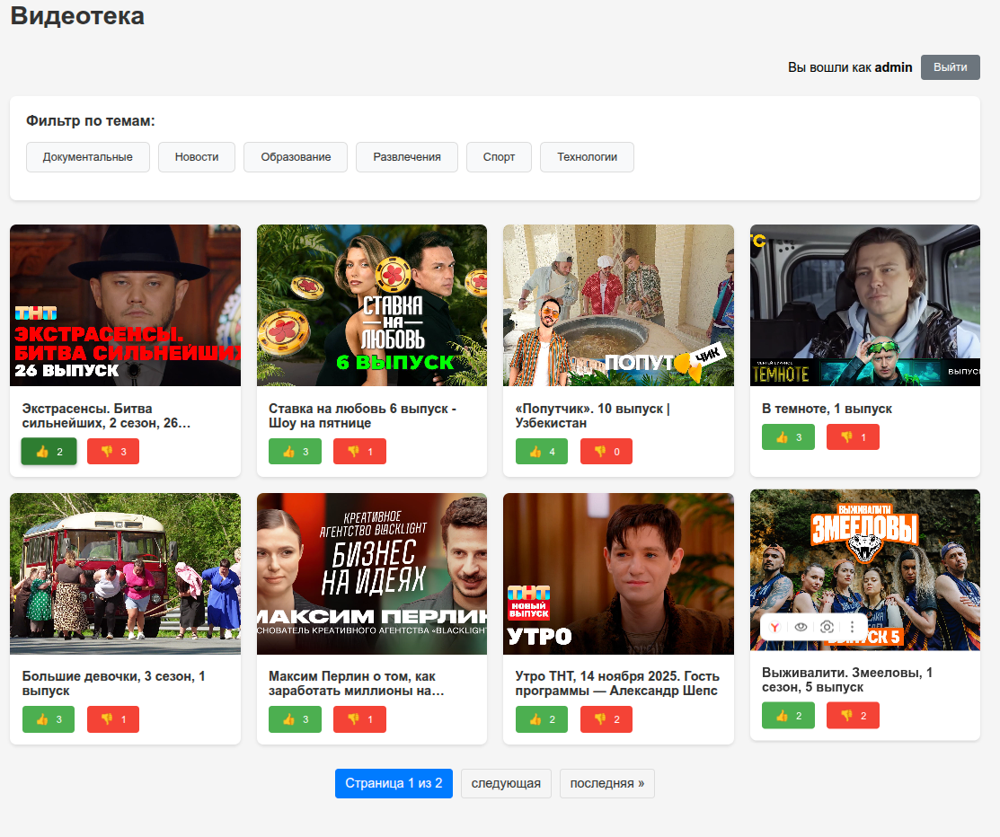 Видеотека
Вы вошли как admin
Выйти
Фильтр по темам:
Документальные
Новости
Образование
Развлечения
Спорт
Технологии
ТНТ
ЭКСТРАСЕНСЫ.
БИТВА СИЛЬНЕЙШИХ
26 ВЫПУСК
Экстрасенсы. Битва
сильнейших, 2 сезон, 26…
2
3
СТАВКА
НА
ЛЮБОВЬ
6 ВЫПУСК
Ставка на любовь 6 выпуск -
Шоу на пятнице
3
1
ПОПУТ
ЧИК
«Попутчик». 10 выпуск |
Узбекистан
4
0
ТЕМНОТЕ
ВЫПУС
В темноте, 1 выпуск
3
1
Большие девочки, 3 сезон, 1
выпуск
3
1
КРЕАТИВНОЕ
АГЕНТСТВО BLACKLIGHT
БИЗНЕС
НА ИДЕЯХ
МАКСИМ ПЕРЛИН
ОСНОВАТЕЛЬ КРЕАТИВНОГО АГЕНТСТВА «BLACKLIGHT
Максим Перлин о том, как
заработать миллионы на…
3
1
ТНТ
НОВЫЙ
ВЫПУСК
УТРО
Утро ТНТ, 14 ноября 2025. Гость
программы — Александр Шепс
2
2
ВЫЖИВАЛИТИ
ЗМЕЕЛОВЫ
ВЫПУСК 5
Выживалити. Змееловы, 1
сезон, 5 выпуск
2
2
Страница 1 из 2
следующая
последняя »